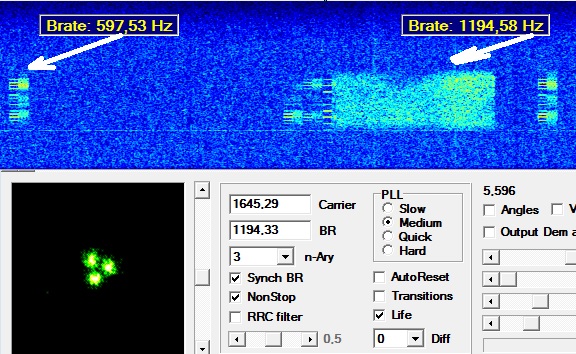 Brate: 597,53 Hz
Brate: 1194,58 Hz
1645,29 Carrier
1194,33 BR
3 n-Ary
Synch BR
NonStop
RRC filter
0,5
PLL
Slow
Medium
Quick
Hard
AutoReset
Transitions
Life
0 Diff
5,596
Angles
V
Output Dem a